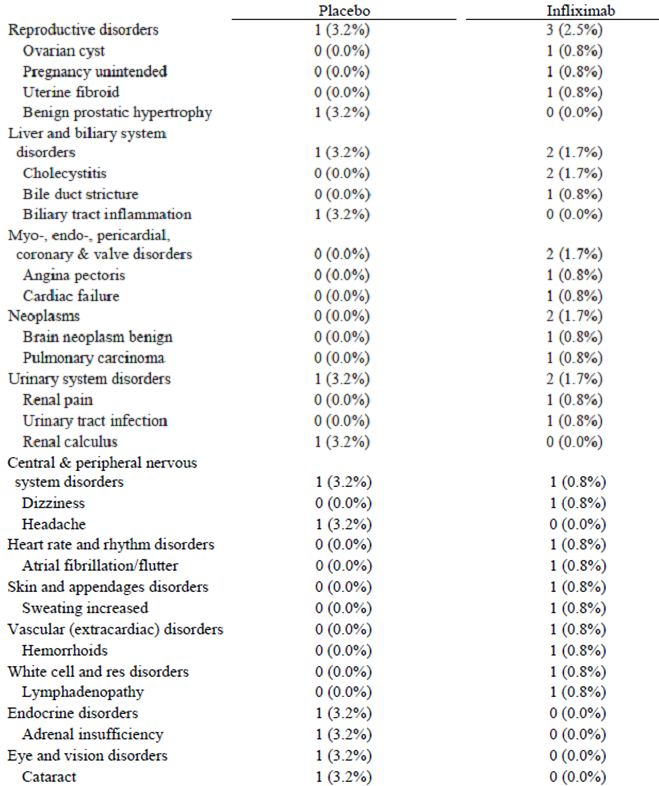 Placebo Infliximab
Reproductive disorders 1 (3.2%) 3 (2.5%)
Ovarian cyst 0 (0.0%) 1 (0.8%)
Pregnancy unintended 0 (0.0%) 1 (0.8%)
Uterine fibroid 0 (0.0%) 1 (0.8%)
Benign prostatic hypertrophy 1 (3.2%) 0 (0.0%)
Liver and biliary system
disorders 1 (3.2%) 2 (1.7%)
Cholecystitis 0 (0.0%) 2 (1.7%)
Bile duct stricture 0 (0.0%) 1 (0.8%)
Biliary tract inflammation 1 (3.2%) 0 (0.0%)
Myo-, endo-, pericardial,
coronary & valve disorders 0 (0.0%) 2 (1.7%)
Angina pectoris 0 (0.0%) 1 (0.8%)
Cardiac failure 0 (0.0%) 1 (0.8%)
Neoplasms 0 (0.0%) 2 (1.7%)
Brain neoplasm benign 0 (0.0%) 1 (0.8%)
Pulmonary carcinoma 0 (0.0%) 1 (0.8%)
Urinary system disorders 1 (3.2%) 2 (1.7%)
Renal pain 0 (0.0%) 1 (0.8%)
Urinary tract infection 0 (0.0%) 1 (0.8%)
Renal calculus 1 (3.2%) 0 (0.0%)
Central & peripheral nervous
system disorders 1 (3.2%) 1 (0.8%)
Dizziness 0 (0.0%) 1 (0.8%)
Headache 1 (3.2%) 0 (0.0%)
Heart rate and rhythm disorders 0 (0.0%) 1 (0.8%)
Atrial fibrillation/flutter 0 (0.0%) 1 (0.8%)
Skin and appendages disorders 0 (0.0%) 1 (0.8%)
Sweating increased 0 (0.0%) 1 (0.8%)
Vascular (extracardiac) disorders 0 (0.0%) 1 (0.8%)
Hemorrhoids 0 (0.0%) 1 (0.8%)
White cell and res disorders 0 (0.0%) 1 (0.8%)
Lymphadenopathy 0 (0.0%) 1 (0.8%)
Endocrine disorders 1 (3.2%) 0 (0.0%)
Adrenal insufficiency 1 (3.2%) 0 (0.0%)
Eye and vision disorders 1 (3.2%) 0 (0.0%)
Cataract 1 (3.2%) 0 (0.0%)